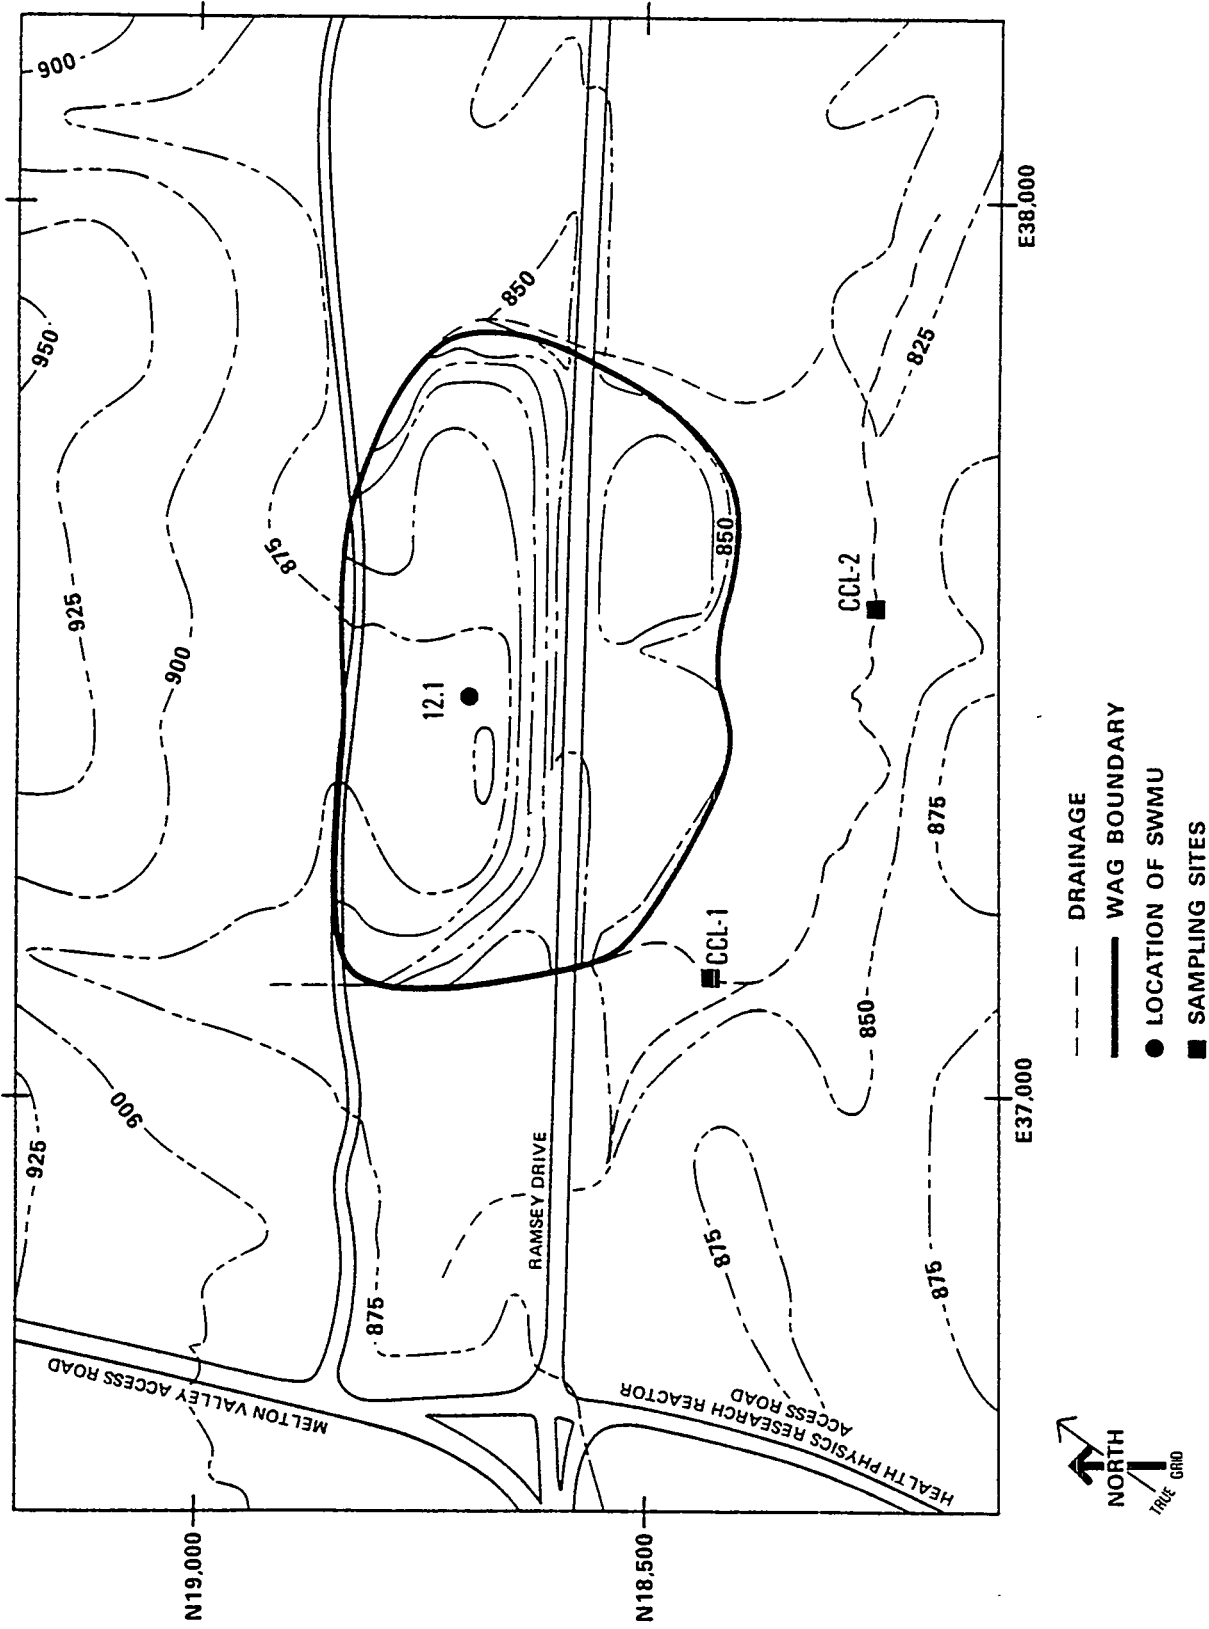 900
950
925
900
875
850
825
850
12.1
CCL-2
CCL-1
875
850
925
900
875
875
875
RAMSEY DRIVE
MELTON VALLEY ACCESS ROAD
HEALTH PHYSICS RESEARCH REACTOR
ACCESS ROAD
N19,000
N18,500
E37,000
E38,000
DRAINAGE
WAG BOUNDARY
LOCATION OF SWMU
SAMPLING SITES
NORTH
TRUE
GRID